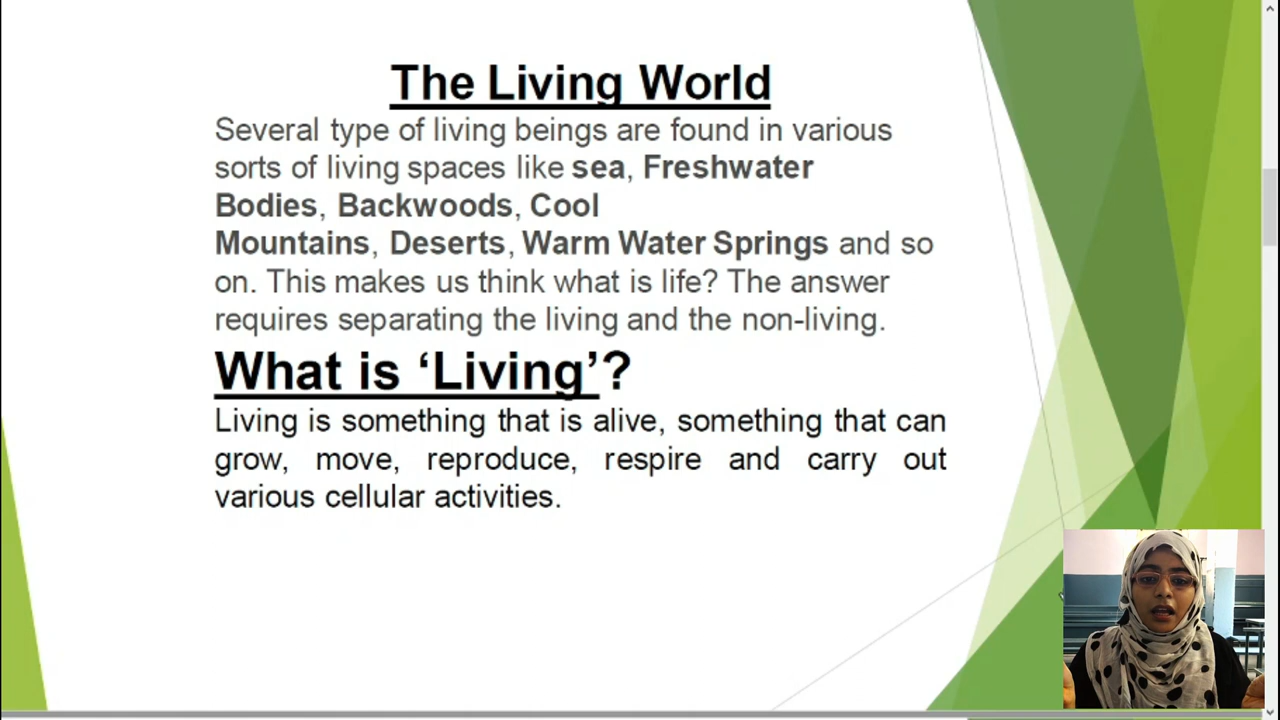 The Living World
Several type of living beings are found in various
sorts of living spaces like sea, Freshwater
Bodies, Backwoods, Cool
Mountains, Deserts, Warm Water Springs and so
on. This makes us think what is life? The answer
requires separating the living and the non-living.
What is ‘Living’?
Living is something that is alive, something that can
grow, move, reproduce, respire and carry out
various cellular activities.